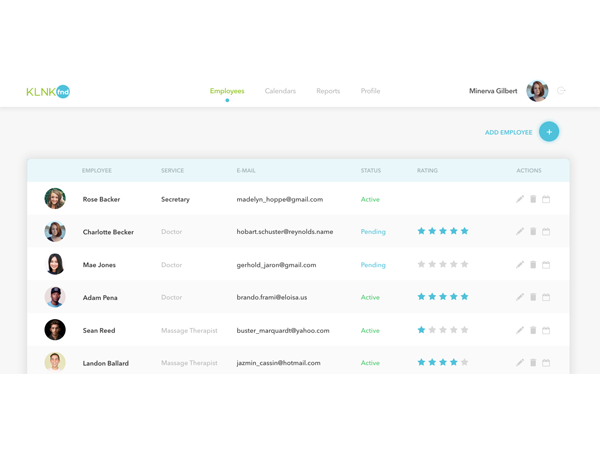 KLNK fnd Employees Calendars Reports Profile Minerva Gilbert
ADD EMPLOYEE +
EMPLOYEE SERVICE E-MAIL STATUS RATING ACTIONS
Rose Backer Secretary madelyn_hoppe@gmail.com Active
Charlotte Becker Doctor hobart.schuster@reynolds.name Pending
Mae Jones Doctor gerhold_jaron@gmail.com Pending
Adam Pena Doctor brando.frami@eloisa.us Active
Sean Reed Massage Therapist buster_marquardt@yahoo.com Active
Landon Ballard Massage Therapist jazmin_cassin@hotmail.com Active